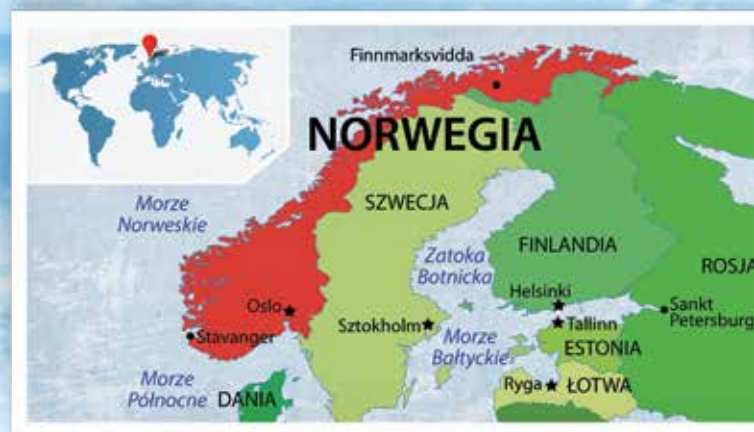 Finnmarksvidda
NORWEGIA
Morze
Norweskie
SZWECJA
Zatoka
Botnicka
FINLANDIA
ROSJA
Helsinki
Oslo
Sztokholm
Tallinn
Sankt
Petersburg
Stavanger
Morze
Bałtyckie
ESTONIA
Morze
Północne
DANIA
Ryga
ŁOTWA